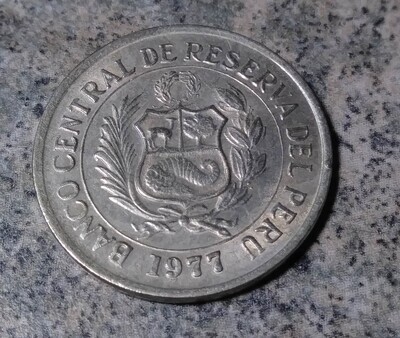 BANCO CENTRAL DE RESERVA DEL PERU
1977